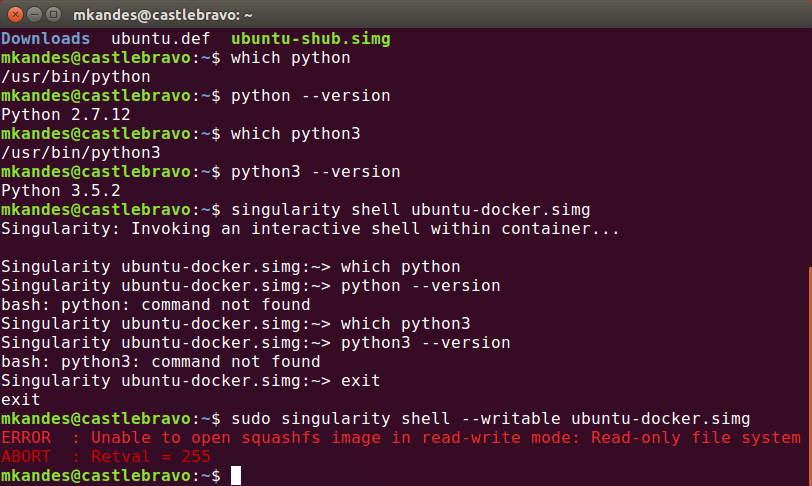 mkandes@castlebravo: ~
Downloads  ubuntu.def  ubuntu-shub.simg
mkandes@castlebravo:~$ which python
/usr/bin/python
mkandes@castlebravo:~$ python --version
Python 2.7.12
mkandes@castlebravo:~$ which python3
/usr/bin/python3
mkandes@castlebravo:~$ python3 --version
Python 3.5.2
mkandes@castlebravo:~$ singularity shell ubuntu-docker.simg
Singularity: Invoking an interactive shell within container...
Singularity ubuntu-docker.simg:~> which python
Singularity ubuntu-docker.simg:~> python --version
bash: python: command not found
Singularity ubuntu-docker.simg:~> which python3
Singularity ubuntu-docker.simg:~> python3 --version
bash: python3: command not found
Singularity ubuntu-docker.simg:~> exit
exit
mkandes@castlebravo:~$ sudo singularity shell --writable ubuntu-docker.simg
ERROR  : Unable to open squashfs image in read-write mode: Read-only file system
ABORT  : Retval = 255
mkandes@castlebravo:~$